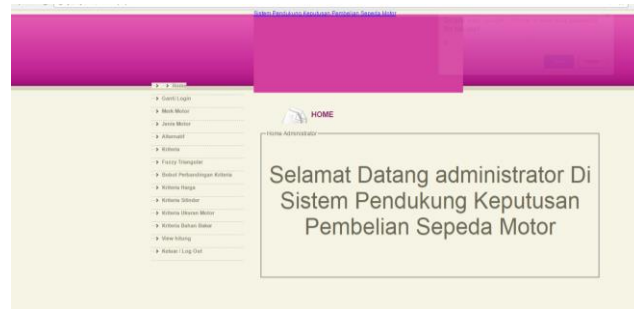 Sistem Pendukung Keputusan Pembelian Sepeda Motor
Home
Ganti Login
Merk Motor
Jenis Motor
Alternatif
Kriteria
Fuzzy Triangular
Bobot Perbandingan Kriteria
Kriteria Harga
Kriteria Silinder
Kriteria Ukuran Motor
Kriteria Bahan Bakar
View hitung
Keluar / Log Out
HOME
Home Administrator
Selamat Datang administrator Di
Sistem Pendukung Keputusan
Pembelian Sepeda Motor